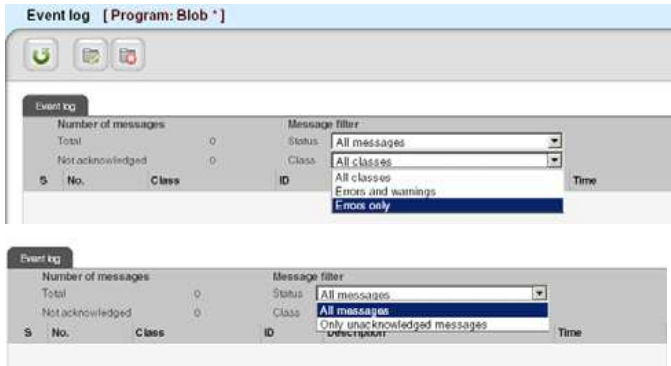 Event log [Program: Blob *]
Event log
Number of messages Message filter
Total 0 Status All messages
Not acknowledged 0 Class All classes
All classes
S No. Class ID Time
Errors and warnings
Errors only
Event log
Number of messages Message filter
Total 0 Status All messages
Not acknowledged 0 Class All messages
Only unacknowledged messages
S No. Class ID Description Time